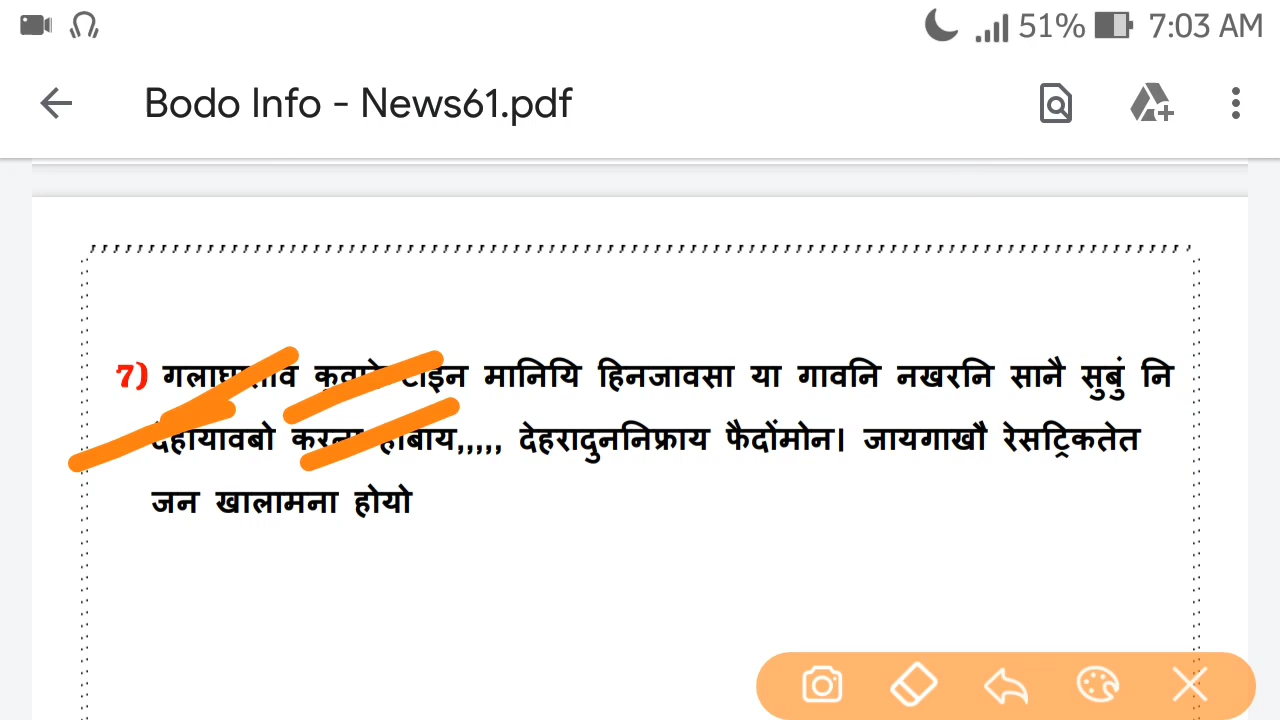 51% 7:03 AM
Bodo Info - News61.pdf
7) मानियि हिनजावसा या गावनि नखरनि सानै सुबुं नि
देहरादुननिफ्राय फैदोंमोन। जायगाखौ रेसट्रिकतेत
जन खालामना होयो